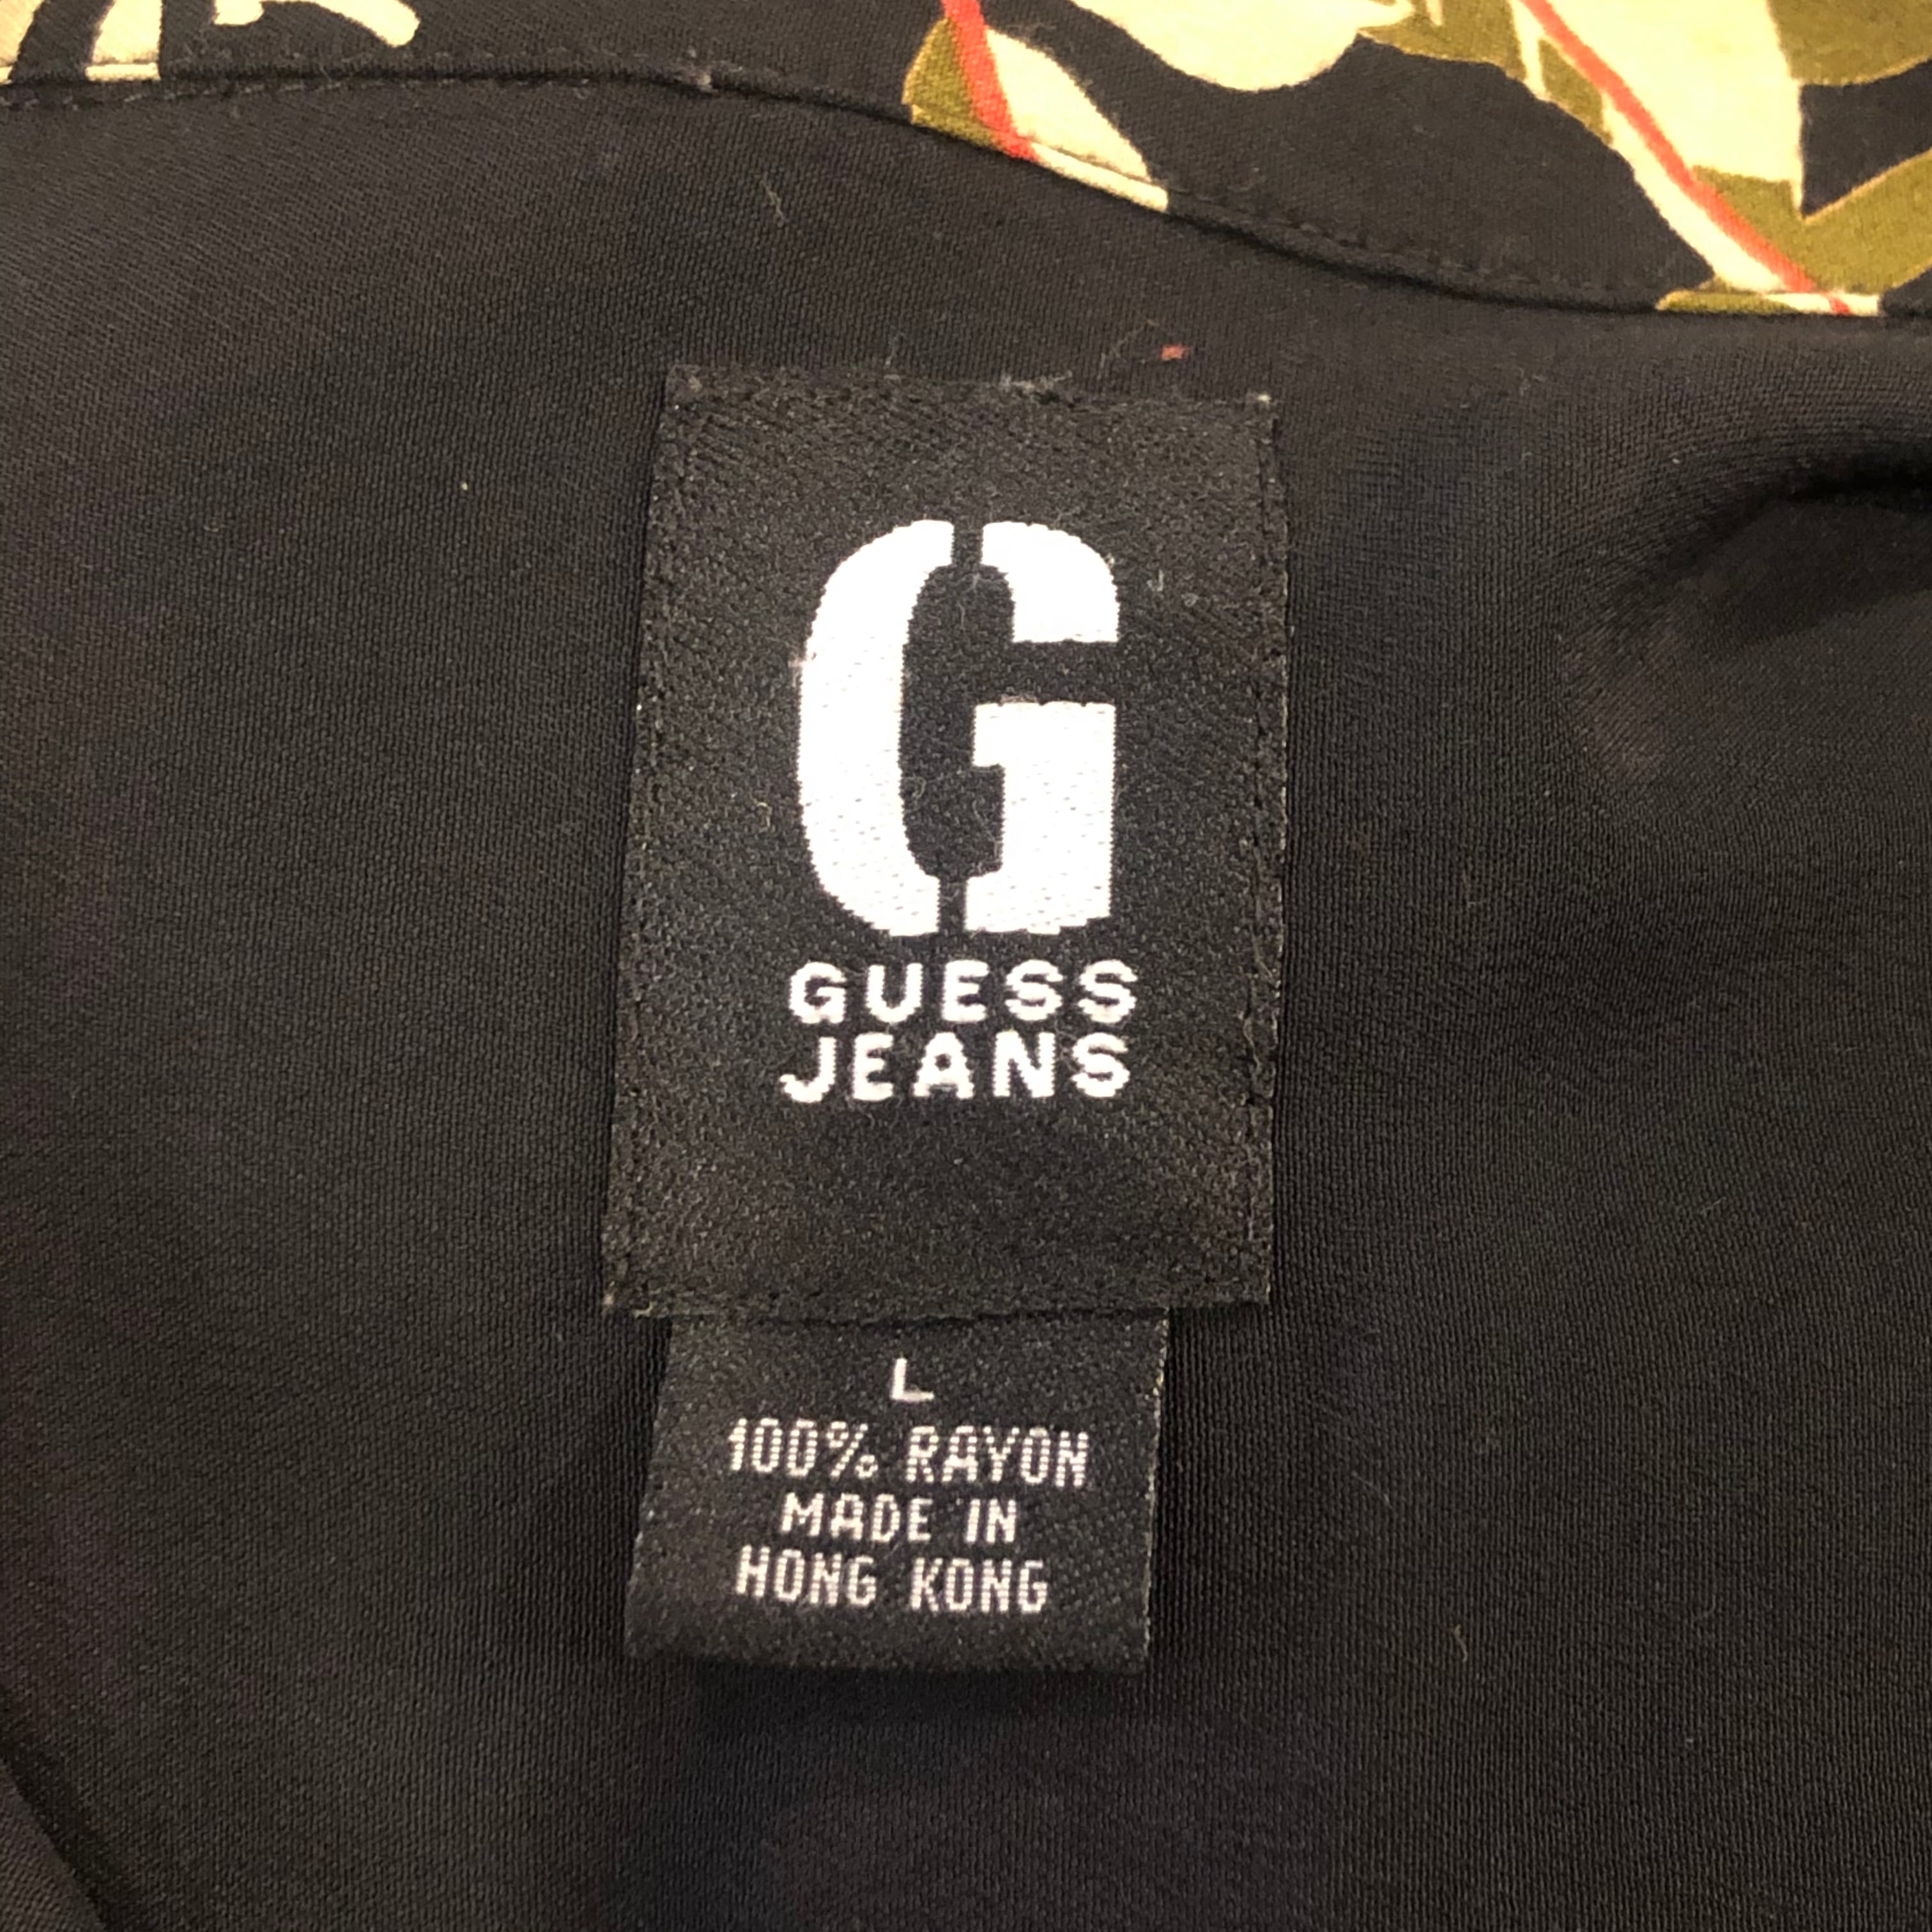 G
GUESS
JEANS
L
100% RAYON
MADE IN
HONG KONG